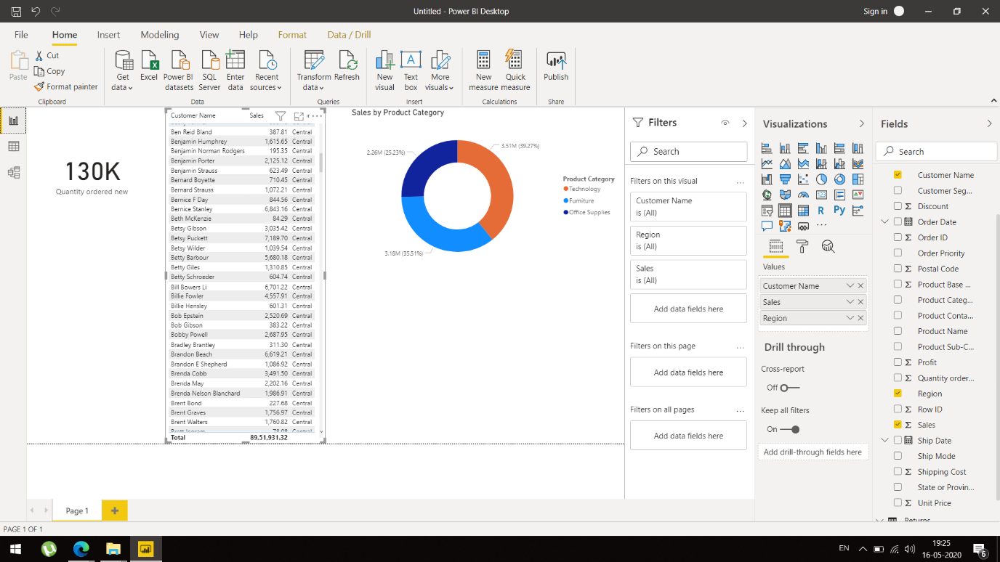 Untitled - Power BI Desktop
Sign in
File Home Insert Modeling View Help Format Data / Drill
Paste
Cut
Copy
Format painter
Clipboard
Get data
Excel
Power BI datasets
SQL Server
Enter data
Recent sources
Data
Transform data
Refresh
Queries
New visual
Text box
More visuals
Insert
New measure
Quick measure
Calculations
Publish
Share
130K
Quantity ordered new
Customer Name Sales
Ben Reid Bland 387.81 Central
Benjamin Humphrey 1,615.65 Central
Benjamin Norman Rodgers 195.35 Central
Benjamin Porter 2,125.12 Central
Benjamin Strauss 623.49 Central
Bernard Boyette 710.45 Central
Bernard Strauss 1,072.21 Central
Bernice F Day 844.56 Central
Bernice Stanley 6,843.16 Central
Beth McKenzie 84.29 Central
Betsy Gibson 3,035.42 Central
Betsy Puckett 7,189.70 Central
Betsy Wilder 1,039.54 Central
Betty Barbour 5,680.18 Central
Betty Giles 1,310.85 Central
Betty Schroeder 604.74 Central
Bill Bowers Li 6,701.22 Central
Billie Fowler 4,557.91 Central
Billie Hensley 601.31 Central
Bob Epstein 2,520.69 Central
Bob Gibson 383.22 Central
Bobby Powell 2,687.95 Central
Bradley Brantley 311.30 Central
Brandon Beach 6,619.21 Central
Brandon E Shepherd 1,086.92 Central
Brenda Cobb 3,491.50 Central
Brenda May 2,202.16 Central
Brenda Nelson Blanchard 1,986.91 Central
Brent Bond 227.68 Central
Brent Graves 1,756.97 Central
Brent Walters 1,760.82 Central
Total 89,51,931.32
Sales by Product Category
3.51M (39.27%)
2.26M (25.23%)
3.18M (35.51%)
Product Category
Technology
Furniture
Office Supplies
Filters
Search
Filters on this visual ...
Customer Name
is (All)
Region
is (All)
Sales
is (All)
Add data fields here
Filters on this page ...
Add data fields here
Filters on all pages ...
Add data fields here
Visualizations
123
R Py
...
Values
Customer Name
Sales
Region
Drill through
Cross-report
Off
Keep all filters
On
Add drill-through fields here
Fields
Search
Customer Name
Customer Seg...
Σ Discount
Order Date
Σ Order ID
Order Priority
Σ Postal Code
Σ Product Base ...
Product Categ...
Product Conta...
Product Name
Product Sub-C...
Σ Profit
Σ Quantity order...
Region
Σ Row ID
Σ Sales
Ship Date
Ship Mode
Σ Shipping Cost
State or Provin...
Σ Unit Price
Returns
Page 1 +
PAGE 1 OF 1
EN
19:25
16-05-2020
6